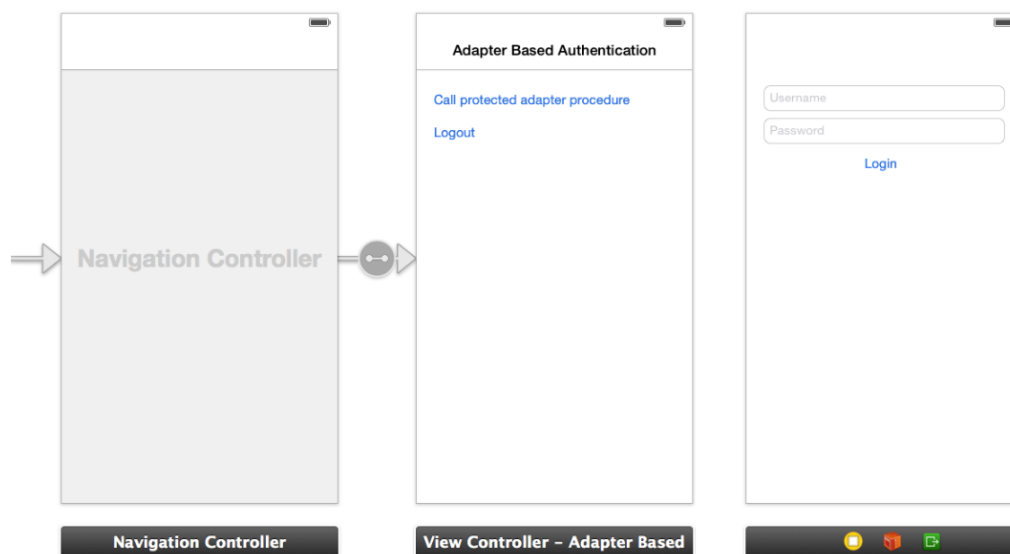 Adapter Based Authentication
Call protected adapter procedure
Logout
Username
Password
Login
Navigation Controller
Navigation Controller
View Controller – Adapter Based